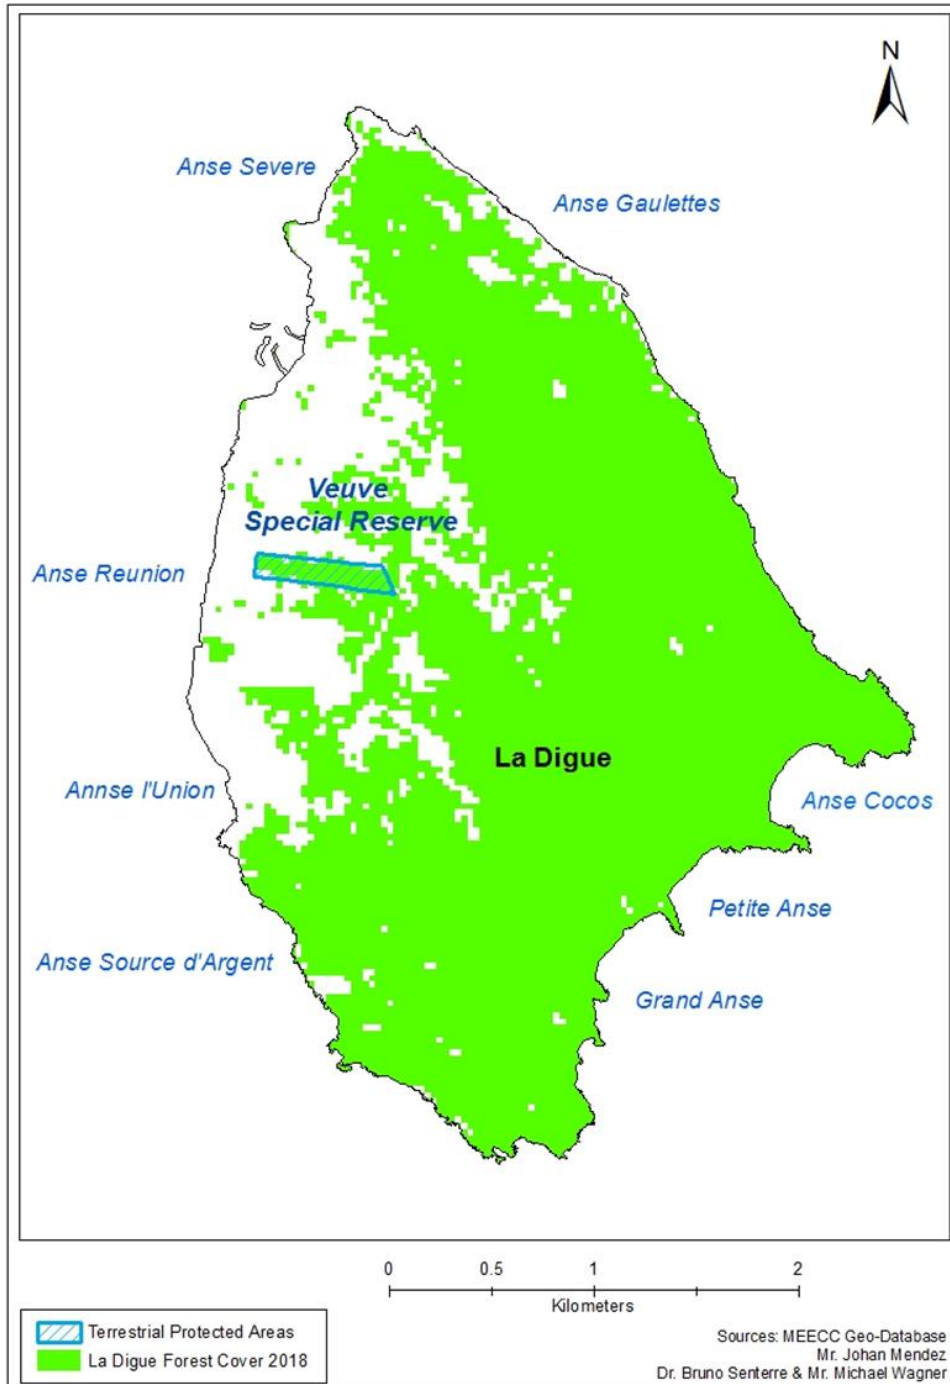 N
Anse Severe
Anse Gaulettes
Veuve
Special Reserve
Anse Reunion
La Digue
Annse l'Union
Anse Cocos
Petite Anse
Anse Source d'Argent
Grand Anse
0 0.5 1 2
Kilometers
Terrestrial Protected Areas
La Digue Forest Cover 2018
Sources: MEECC Geo-Database
Mr. Johan Mendez
Dr. Bruno Senterre & Mr. Michael Wagner